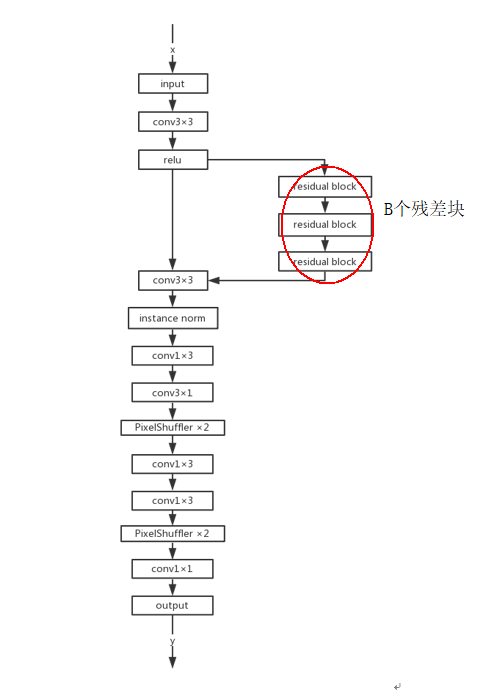 x
input
conv3×3
relu
residual block
B个残差块
residual block
residual block
conv3×3
instance norm
conv1×3
conv3×1
PixelShuffler ×2
conv1×3
conv1×3
PixelShuffler ×2
conv1×1
output
y